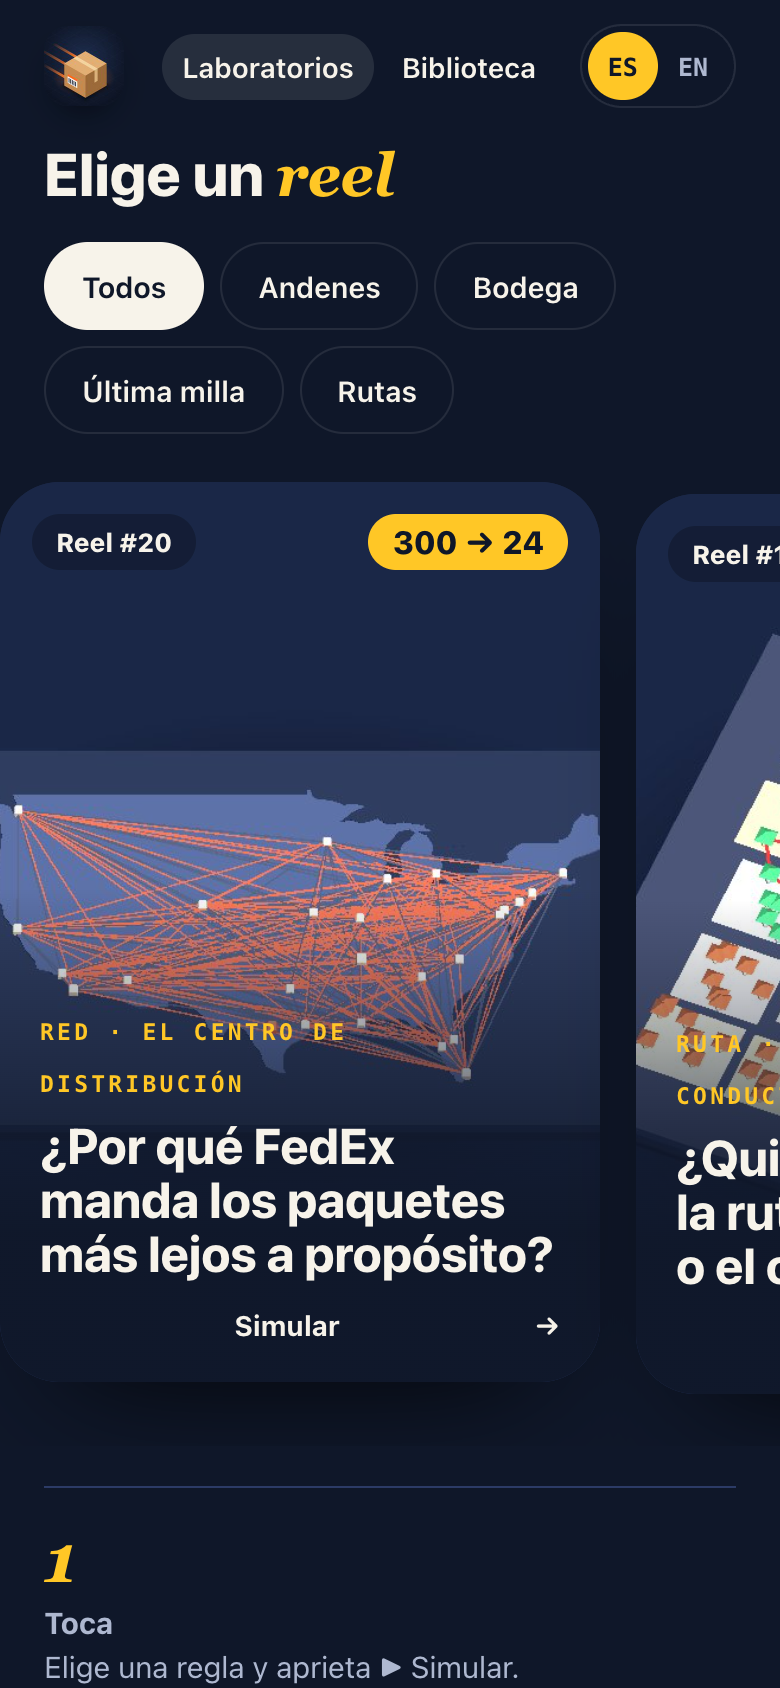 Laboratorios Biblioteca ES EN
Elige un reel
Todos Andenes Bodega
Última milla Rutas
Reel #20 300 → 24
RED · EL CENTRO DE
DISTRIBUCIÓN
¿Por qué FedEx
manda los paquetes
más lejos a propósito?
Simular →
Reel #1
RUTA ·
CONDUC
¿Qui
la rut
o el
1
Toca
Elige una regla y aprieta ▶ Simular.